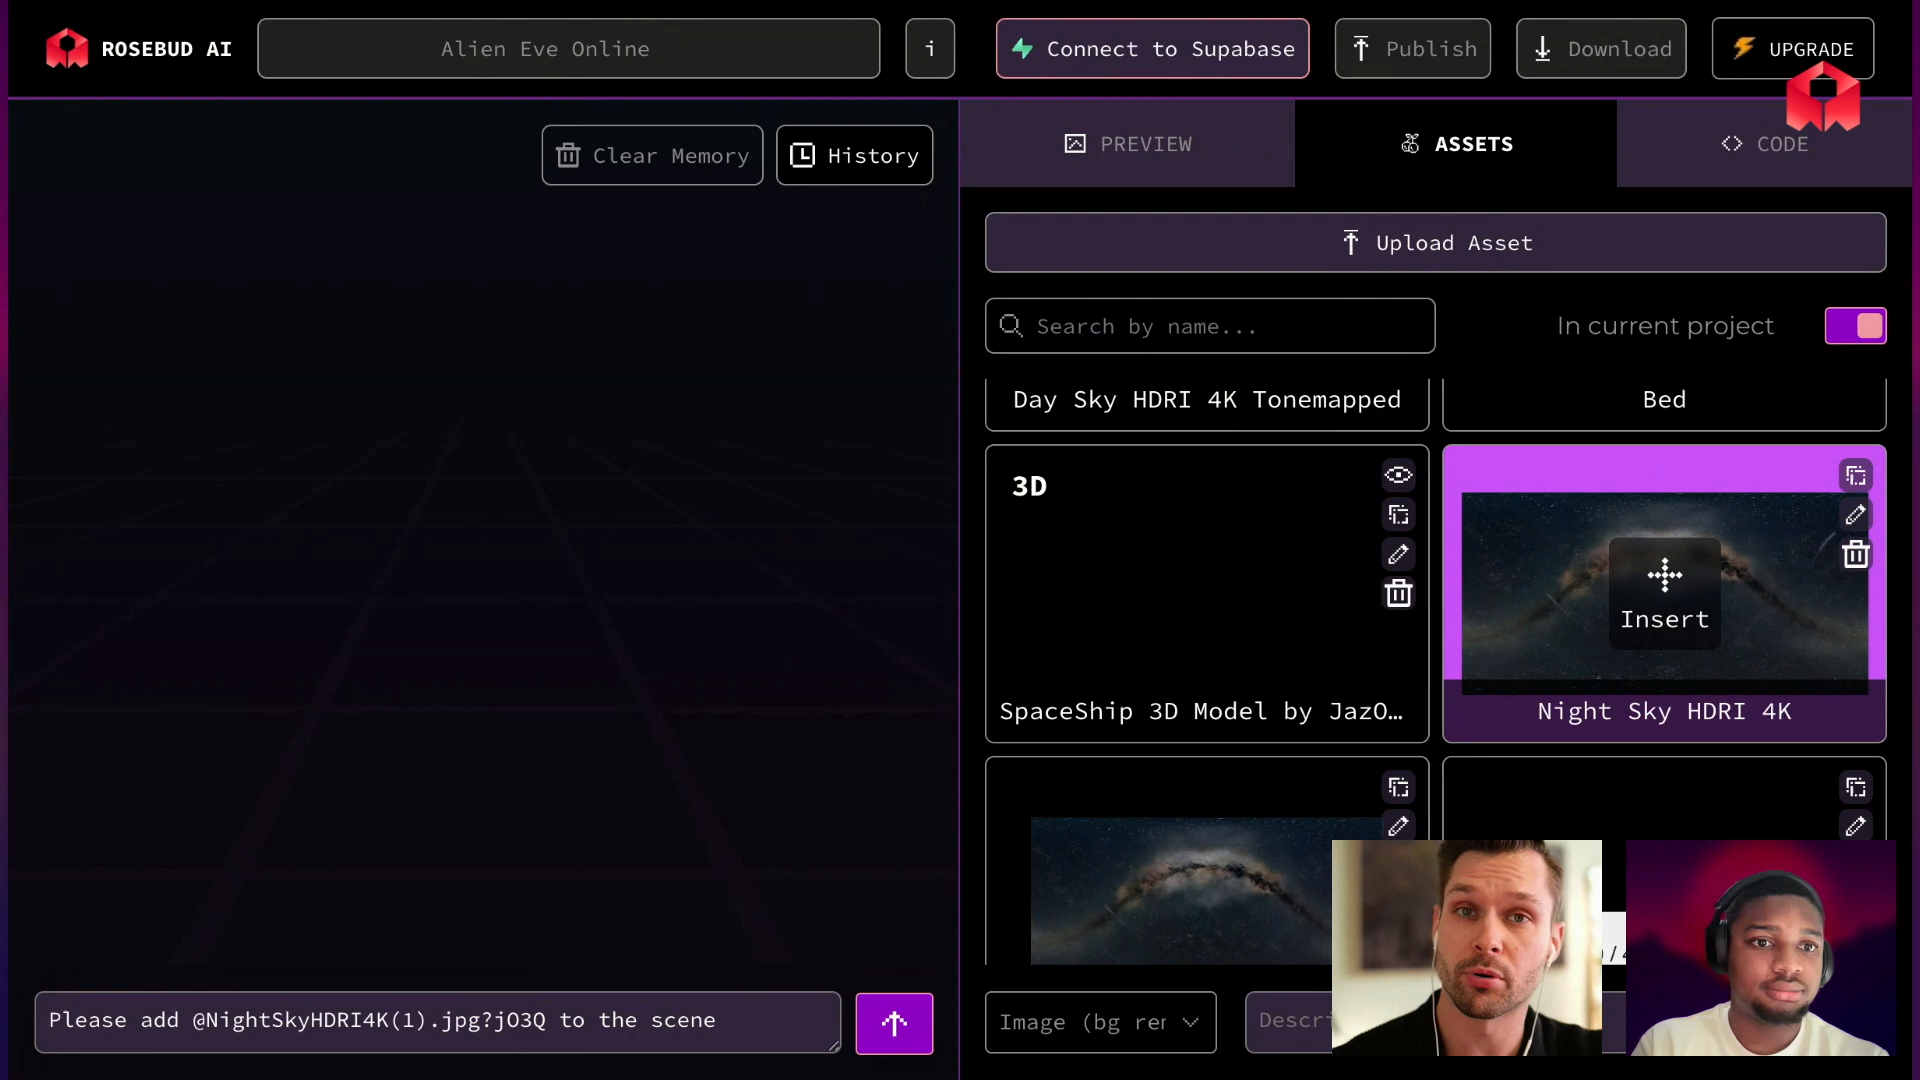 ROSEBUD AI
Alien Eve Online
i
Connect to Supabase
Publish
Download
UPGRADE
Clear Memory
History
PREVIEW
ASSETS
CODE
Upload Asset
Search by name...
In current project
Day Sky HDRI 4K Tonemapped
Bed
3D
SpaceShip 3D Model by JazO…
Insert
Night Sky HDRI 4K
Please add @NightSkyHDRI4K(1).jpg?jO3Q to the scene
Image (bg rer
Descri